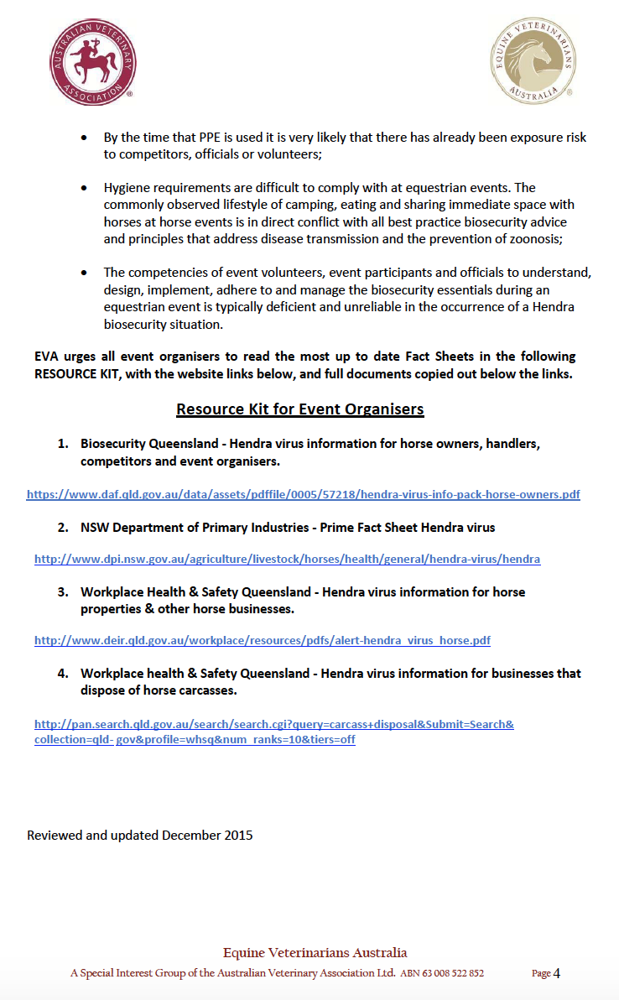 AUSTRALIAN VETERINARY
ASSOCIATION
®
EQUINE VETERINARIANS
AUSTRALIA
®
• By the time that PPE is used it is very likely that there has already been exposure risk
to competitors, officials or volunteers;
• Hygiene requirements are difficult to comply with at equestrian events. The
commonly observed lifestyle of camping, eating and sharing immediate space with
horses at horse events is in direct conflict with all best practice biosecurity advice
and principles that address disease transmission and the prevention of zoonosis;
• The competencies of event volunteers, event participants and officials to understand,
design, implement, adhere to and manage the biosecurity essentials during an
equestrian event is typically deficient and unreliable in the occurrence of a Hendra
biosecurity situation.
EVA urges all event organisers to read the most up to date Fact Sheets in the following
RESOURCE KIT, with the website links below, and full documents copied out below the links.
Resource Kit for Event Organisers
1. Biosecurity Queensland - Hendra virus information for horse owners, handlers,
competitors and event organisers.
https://www.daf.qld.gov.au/data/assets/pdffile/0005/57218/hendra-virus-info-pack-horse-owners.pdf
2. NSW Department of Primary Industries - Prime Fact Sheet Hendra virus
http://www.dpi.nsw.gov.au/agriculture/livestock/horses/health/general/hendra-virus/hendra
3. Workplace Health & Safety Queensland - Hendra virus information for horse
properties & other horse businesses.
http://www.deir.qld.gov.au/workplace/resources/pdfs/alert-hendra_virus_horse.pdf
4. Workplace health & Safety Queensland - Hendra virus information for businesses that
dispose of horse carcasses.
http://pan.search.qld.gov.au/search/search.cgi?query=carcass+disposal&Submit=Search&
collection=qld- gov&profile=whsq&num_ranks=10&tiers=off
Reviewed and updated December 2015
Equine Veterinarians Australia
A Special Interest Group of the Australian Veterinary Association Ltd. ABN 63 008 522 852 Page 4